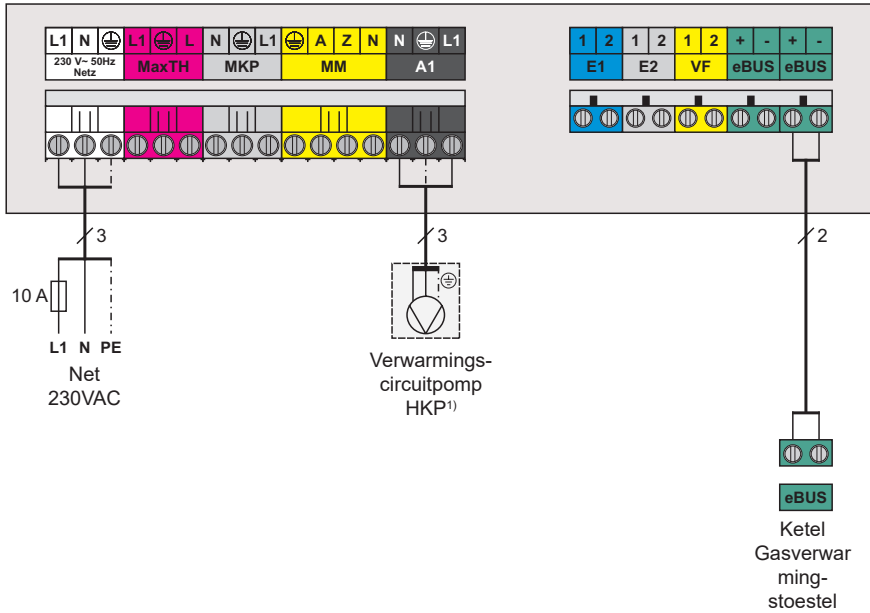 L1 N L1 L N L1 A Z N N L1
230 V~ 50Hz
Netz
MaxTH MKP MM A1
1 2 1 2 1 2 + - + -
E1 E2 VF eBUS eBUS
3
10 A
L1 N PE
Net
230VAC
3
Verwarmings-
circuitpomp
HKP1)
2
eBUS
Ketel
Gasverwar
ming-
stoestel